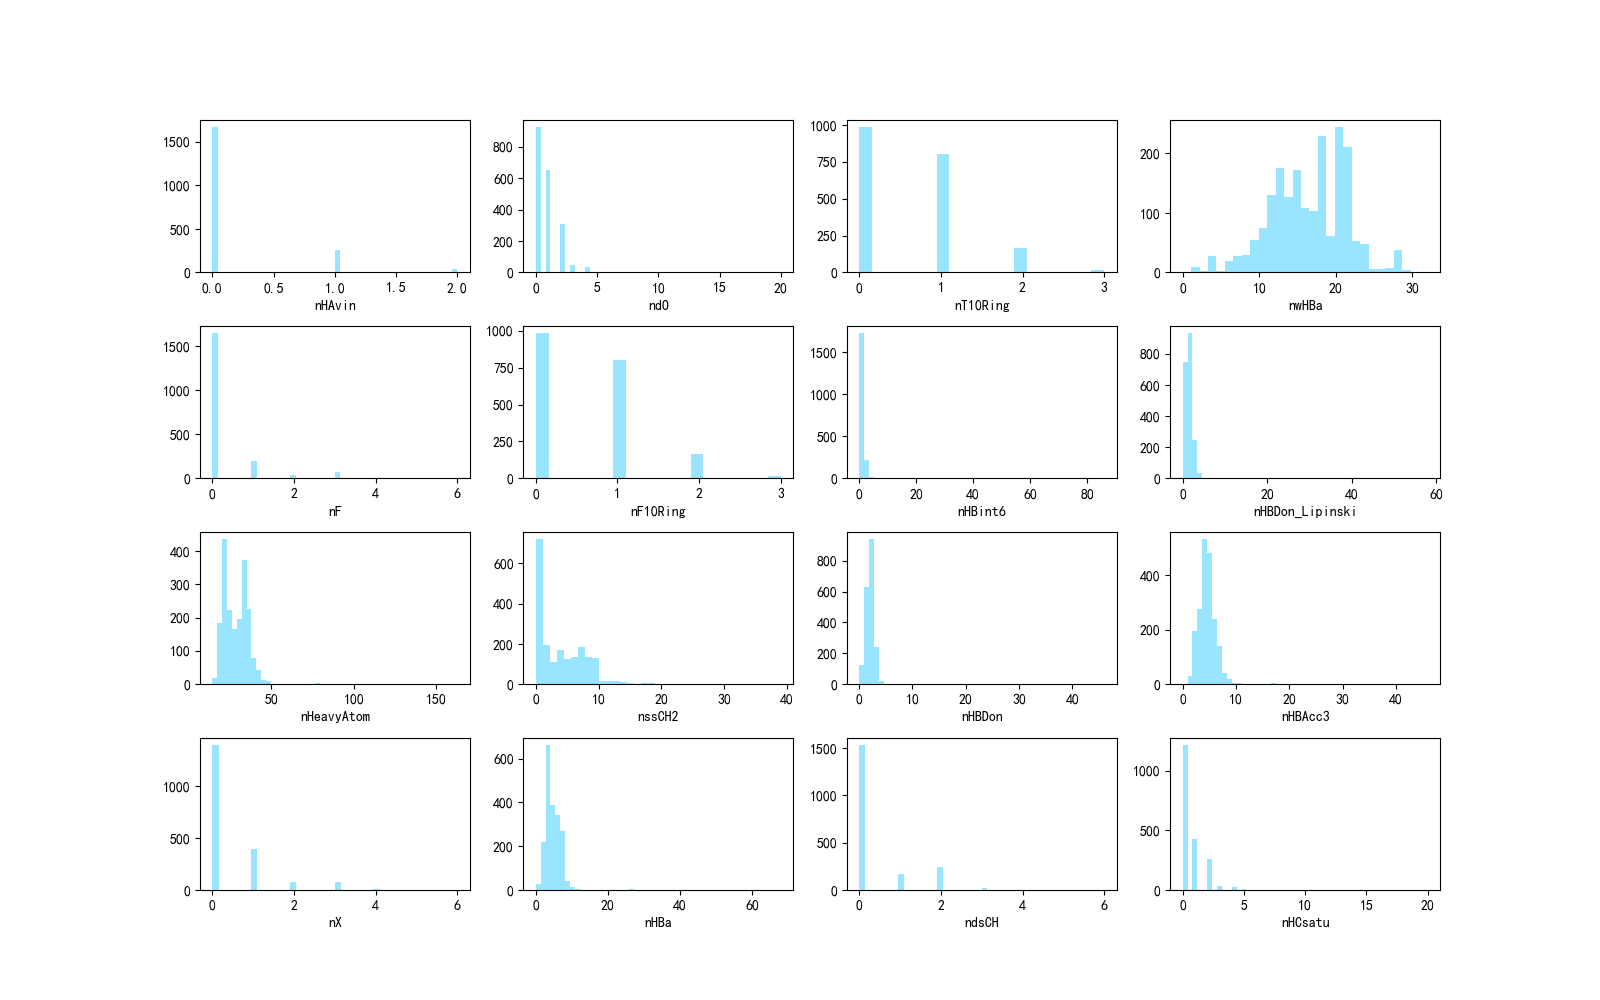 1500
1000
500
0
0.0 0.5 1.0 1.5 2.0
nHAvin
800
600
400
200
0
0 5 10 15 20
ndO
1000
750
500
250
0
0 1 2 3
nT10Ring
200
100
0
0 10 20 30
nwHBa
1500
1000
500
0
0 2 4 6
nF
1000
750
500
250
0
0 1 2 3
nF10Ring
1500
1000
500
0
0 20 40 60 80
nHBint6
800
600
400
200
0
0 20 40 60
nHBDon_Lipinski
400
300
200
100
0
50 100 150
nHeavyAtom
600
400
200
0
0 10 20 30 40
nssCH2
800
600
400
200
0
0 10 20 30 40
nHBDon
400
200
0
0 10 20 30 40
nHBAcc3
1000
500
0
0 2 4 6
nX
600
400
200
0
0 20 40 60
nHBa
1500
1000
500
0
0 2 4 6
ndsCH
1000
500
0
0 5 10 15 20
nHCsatu